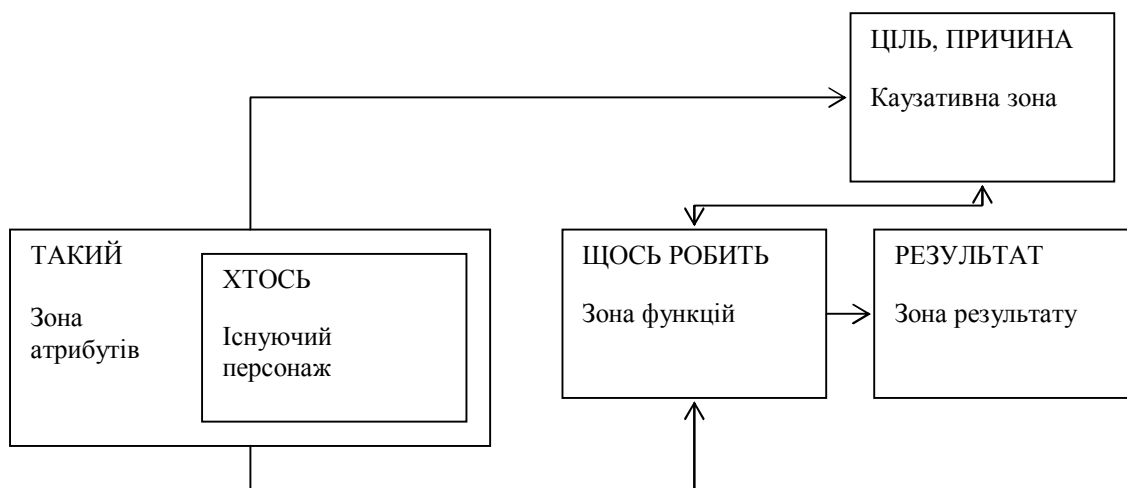 ЦІЛЬ, ПРИЧИНА
Каузативна зона
ТАКИЙ
Зона
атрибутів
ХТОСЬ
Існуючий
персонаж
ЩОСЬ РОБИТЬ
Зона функцій
РЕЗУЛЬТАТ
Зона результату